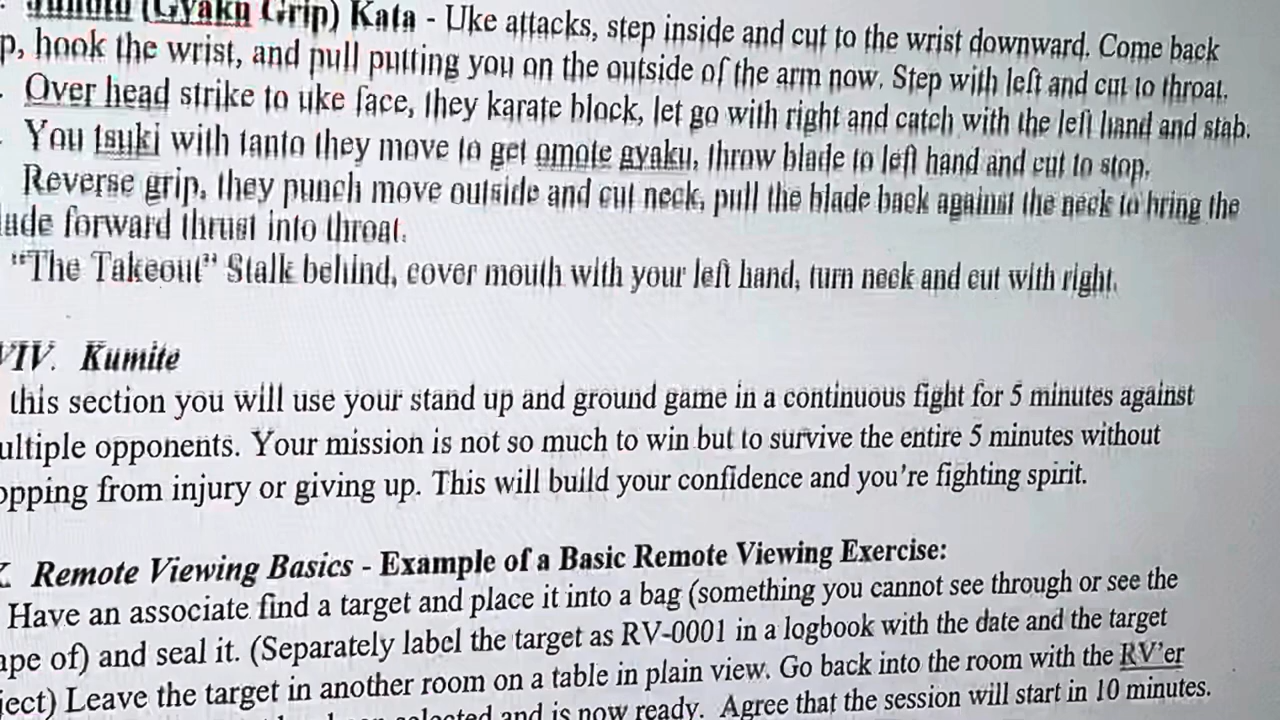 (Gyaku Grip) Kata - Uke attacks, step inside and cut to the wrist downward. Come back
p, hook the wrist, and pull putting you on the outside of the arm now. Step with left and cut to throat.
Over head strike to uke face, they karate block, let go with right and catch with the left hand and stab.
You tsuki with tanto they move to get omote gyaku, throw blade to left hand and cut to stop.
Reverse grip, they punch move outside and cut neck, pull the blade back against the neck to bring the
lade forward thrust into throat.
"The Takeout" Stalk behind, cover mouth with your left hand, turn neck and cut with right.
VIV. Kumite
this section you will use your stand up and ground game in a continuous fight for 5 minutes against
ultiple opponents. Your mission is not so much to win but to survive the entire 5 minutes without
opping from injury or giving up. This will build your confidence and you're fighting spirit.
Remote Viewing Basics - Example of a Basic Remote Viewing Exercise:
Have an associate find a target and place it into a bag (something you cannot see through or see the
ape of) and seal it. (Separately label the target as RV-0001 in a logbook with the date and the target
ject) Leave the target in another room on a table in plain view. Go back into the room with the RV'er
selected and is now ready. Agree that the session will start in 10 minutes.